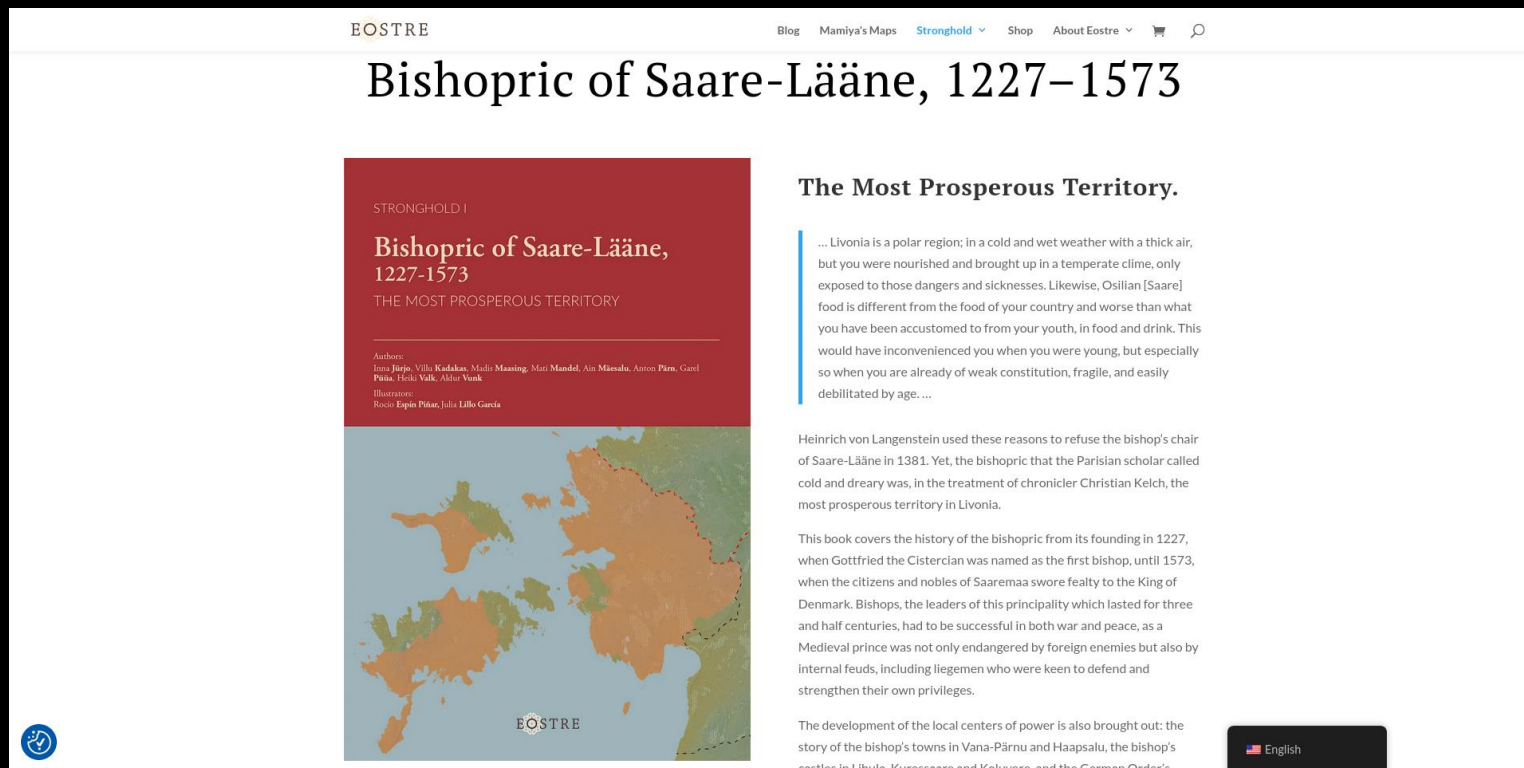 EOSTRE
Blog Mamiya's Maps Stronghold Shop About Eostre
Bishopric of Saare-Lääne, 1227–1573
STRONGHOLD I
Bishopric of Saare-Lääne,
1227-1573
THE MOST PROSPEROUS TERRITORY
Authors:
Inna Jürjo, Villu Kadakas, Madis Maasing, Mati Mandel, Ain Mäesalu, Anton Pärn, Garel
Püüa, Heiki Valk, Aldur Vunk
Illustrators:
Rocío Espín Piñar, Julia Lillo García
EOSTRE
The Most Prosperous Territory.
… Livonia is a polar region; in a cold and wet weather with a thick air,
but you were nourished and brought up in a temperate clime, only
exposed to those dangers and sicknesses. Likewise, Osilian [Saare]
food is different from the food of your country and worse than what
you have been accustomed to from your youth, in food and drink. This
would have inconvenienced you when you were young, but especially
so when you are already of weak constitution, fragile, and easily
debilitated by age. …
Heinrich von Langenstein used these reasons to refuse the bishop's chair
of Saare-Lääne in 1381. Yet, the bishopric that the Parisian scholar called
cold and dreary was, in the treatment of chronicler Christian Kelch, the
most prosperous territory in Livonia.
This book covers the history of the bishopric from its founding in 1227,
when Gottfried the Cistercian was named as the first bishop, until 1573,
when the citizens and nobles of Saaremaa swore fealty to the King of
Denmark. Bishops, the leaders of this principality which lasted for three
and half centuries, had to be successful in both war and peace, as a
Medieval prince was not only endangered by foreign enemies but also by
internal feuds, including liegemen who were keen to defend and
strengthen their own privileges.
The development of the local centers of power is also brought out: the
story of the bishop's towns in Vana-Pärnu and Haapsalu, the bishop's
castles in Lihula, Kuressaare and Koluvere, and the German Order's
English